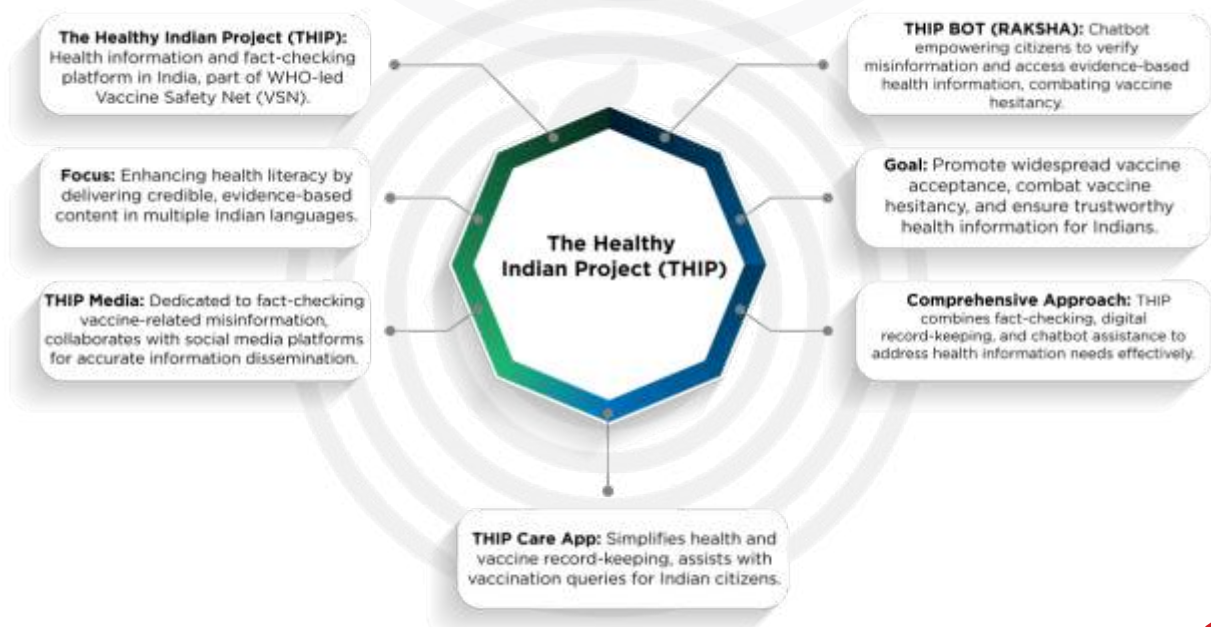 The Healthy Indian Project (THIP):
Health information and fact-checking
platform in India, part of WHO-led
Vaccine Safety Net (VSN).
Focus: Enhancing health literacy by
delivering credible, evidence-based
content in multiple Indian languages.
THIP Media: Dedicated to fact-checking
vaccine-related misinformation,
collaborates with social media platforms
for accurate information dissemination.
The Healthy
Indian Project (THIP)
THIP BOT (RAKSHA): Chatbot
empowering citizens to verify
misinformation and access evidence-based
health information, combating vaccine
hesitancy.
Goal: Promote widespread vaccine
acceptance, combat vaccine
hesitancy, and ensure trustworthy
health information for Indians.
Comprehensive Approach: THIP
combines fact-checking, digital
record-keeping, and chatbot assistance to
address health information needs effectively.
THIP Care App: Simplifies health and
vaccine record-keeping, assists with
vaccination queries for Indian citizens.